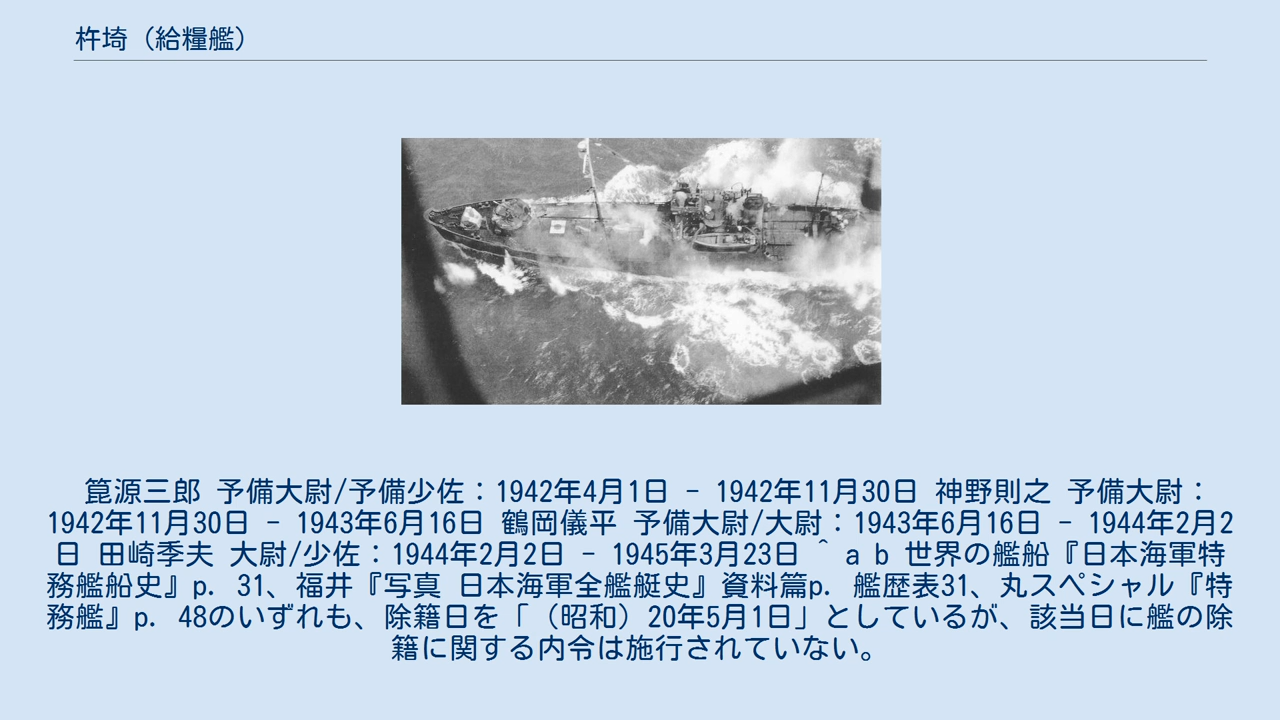 杵埼（給糧艦）
箟源三郎 予備大尉/予備少佐：1942年4月1日 - 1942年11月30日 神野則之 予備大尉：
1942年11月30日 - 1943年6月16日 鶴岡儀平 予備大尉/大尉：1943年6月16日 - 1944年2月2
日 田崎季夫 大尉/少佐：1944年2月2日 - 1945年3月23日 ^ a b 世界の艦船『日本海軍特
務艦船史』p. 31、福井『写真 日本海軍全艦艇史』資料篇p. 艦歴表31、丸スペシャル『特
務艦』p. 48のいずれも、除籍日を「（昭和）20年5月1日」としているが、該当日に艦の除
籍に関する内令は施行されていない。